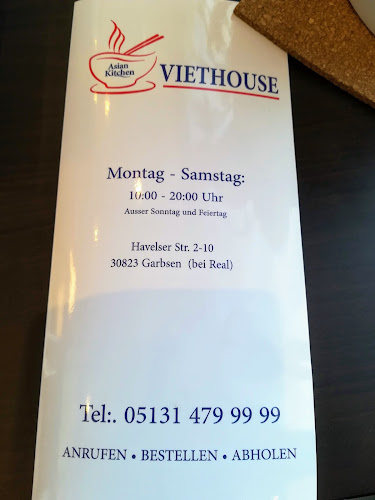 Asian
Kitchen
VIETHOUSE
Montag - Samstag:
10:00 - 20:00 Uhr
Ausser Sonntag und Feiertag
Havelser Str. 2-10
30823 Garbsen (bei Real)
Tel:. 05131 479 99 99
ANRUFEN • BESTELLEN • ABHOLEN